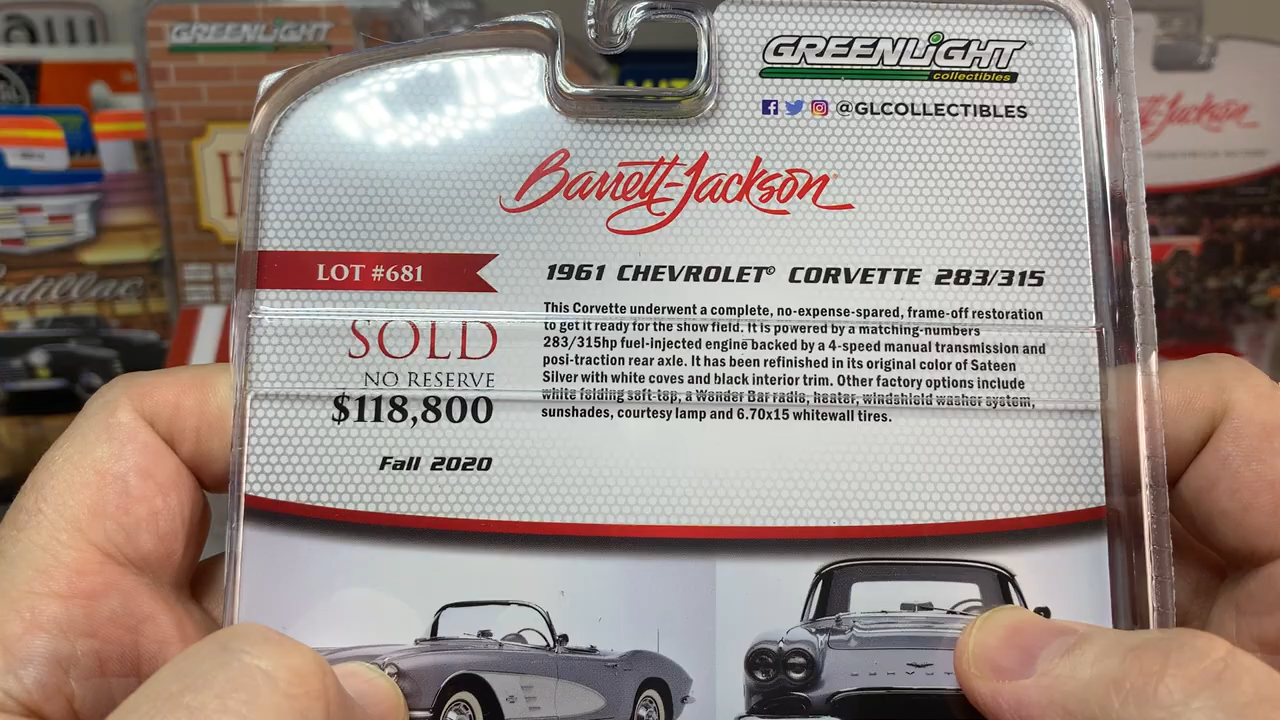 GREENLIGHT
GREENLIGHT
collectibles
@GLCOLLECTIBLES
Barrett-Jackson
LOT #681
SOLD
NO RESERVE
$118,800
Fall 2020
1961 CHEVROLET® CORVETTE 283/315
This Corvette underwent a complete, no-expense-spared, frame-off restoration
to get it ready for the show field. It is powered by a matching-numbers
283/315hp fuel-injected engine backed by a 4-speed manual transmission and
posi-traction rear axle. It has been refinished in its original color of Sateen
Silver with white coves and black interior trim. Other factory options include
white folding soft-top, a Wonder Bar radio, heater, windshield washer system,
sunshades, courtesy lamp and 6.70x15 whitewall tires.